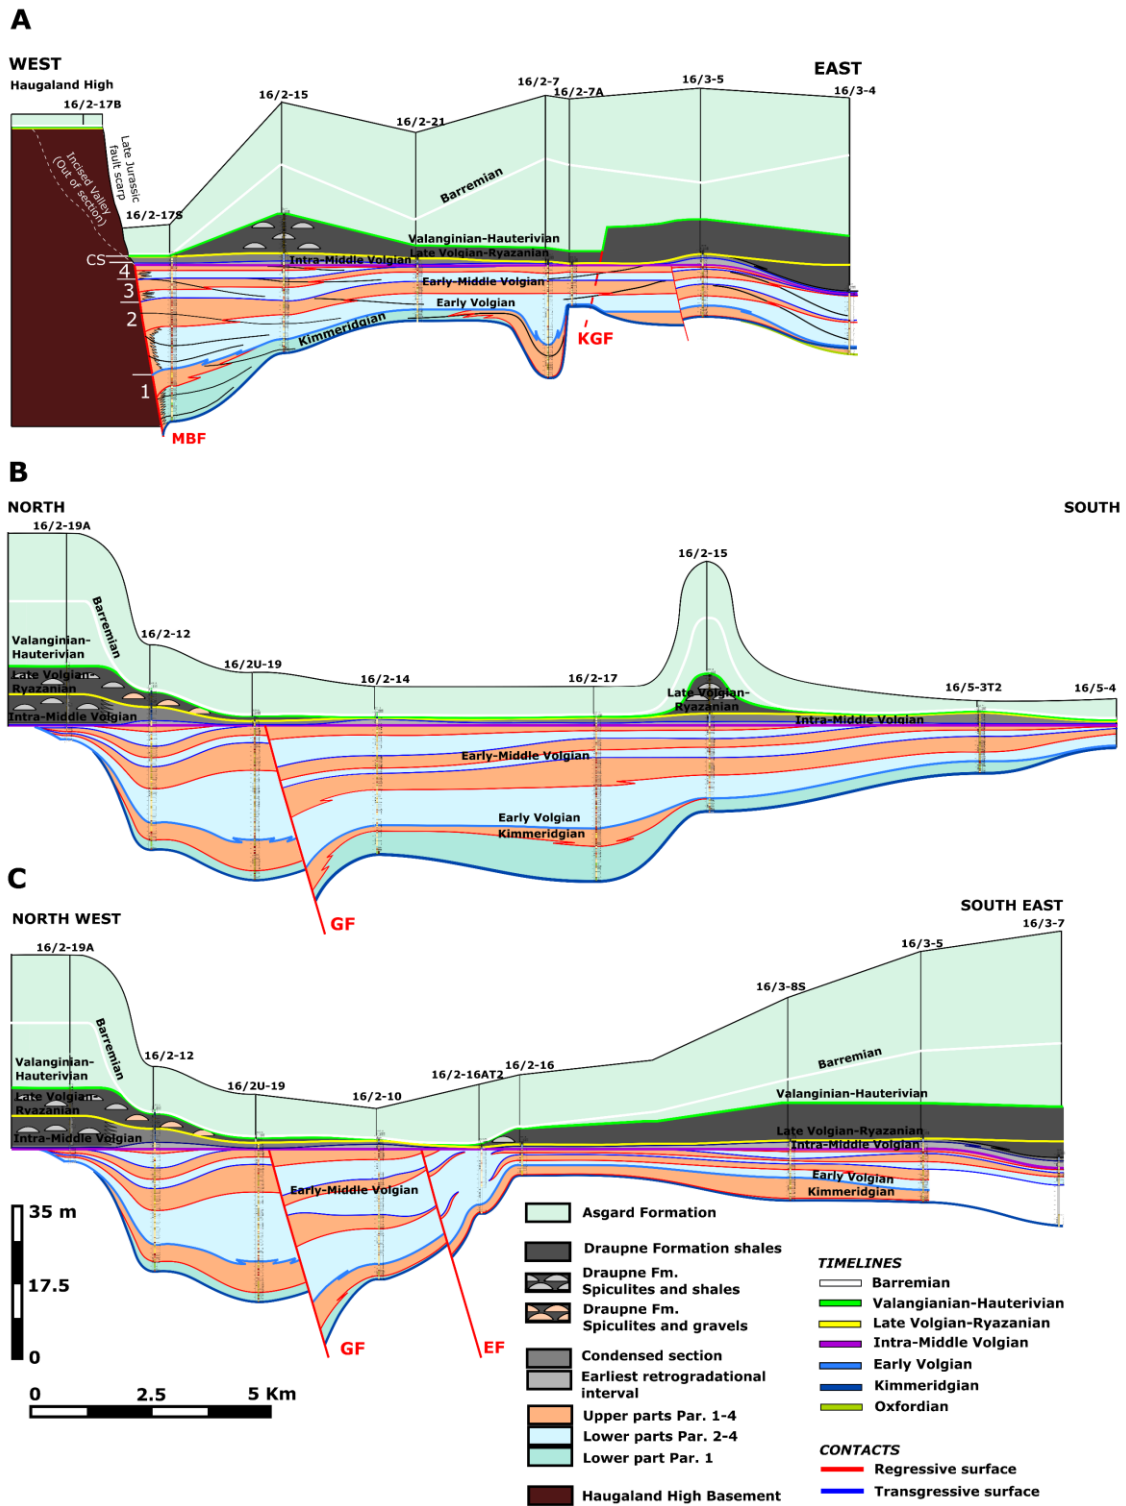 A
WEST
Haugaland High
16/2-17B
Late Jurassic
fault scarp
Incised Valley
(Out of section)
16/2-17S
16/2-15
16/2-21
16/2-7
16/2-7A
16/3-5
EAST
16/3-4
Barremian
Valanginian-Hauterivian
Late Volgian-Ryazanian
Intra-Middle Volgian
Early-Middle Volgian
Early Volgian
Kimmeridgian
CS
4
3
2
1
KGF
MBF
B
NORTH
SOUTH
16/2-19A
16/2-12
16/2U-19
16/2-14
16/2-17
16/2-15
16/5-3T2
16/5-4
Barremian
Valanginian-
Hauterivian
Late Volgian-
Ryazanian
Intra-Middle Volgian
Late Volgian-
Ryazanian
Intra-Middle Volgian
Early-Middle Volgian
Early Volgian
Kimmeridgian
GF
C
NORTH WEST
SOUTH EAST
16/2-19A
16/2-12
16/2U-19
16/2-10
16/2-16AT2
16/2-16
16/3-8S
16/3-5
16/3-7
Barremian
Valanginian-
Hauterivian
Late Volgian-
Ryazanian
Intra-Middle Volgian
Barremian
Valanginian-Hauterivian
Late Volgian-Ryazanian
Intra-Middle Volgian
Early-Middle Volgian
Early Volgian
Kimmeridgian
GF
EF
35 m
17.5
0
0 2.5 5 Km
Asgard Formation
Draupne Formation shales
Draupne Fm.
Spiculites and shales
Draupne Fm.
Spiculites and gravels
Condensed section
Earliest retrogradational
interval
Upper parts Par. 1-4
Lower parts Par. 2-4
Lower part Par. 1
Haugaland High Basement
TIMELINES
Barremian
Valangianian-Hauterivian
Late Volgian-Ryazanian
Intra-Middle Volgian
Early Volgian
Kimmeridgian
Oxfordian
CONTACTS
Regressive surface
Transgressive surface